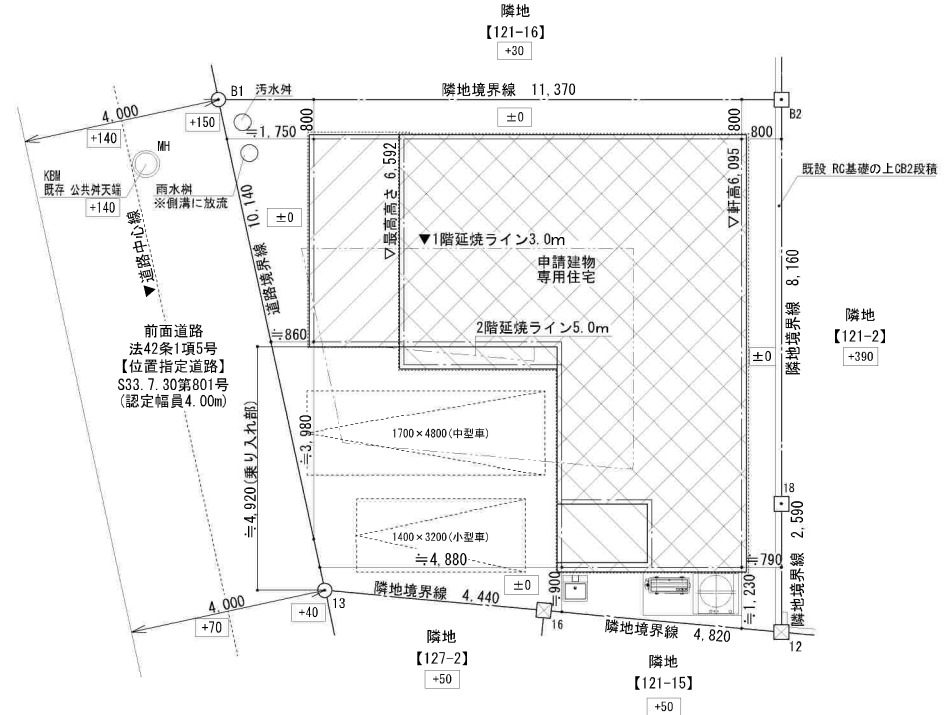 隣地
【121-16】
+30
隣地境界線 11,370
±0
B1
B2
汚水桝
4,000
+150
+140
≒1,750
800
800
800
MH
KBM
既存 公共桝天端
+140
雨水桝
※側溝に放流
10,140
道路境界線
±0
▽最高高さ 6,592
▽軒高6,095
既設 RC基礎の上CB2段積
▼1階延焼ライン3.0m
申請建物
専用住宅
▼道路中心線
隣地境界線 8,160
隣地
【121-2】
+390
±0
前面道路
法42条1項5号
【位置指定道路】
S33.7.30第801号
(認定幅員4.00m)
≒860
2階延焼ライン5.0m
≒4,920(乗り入れ部)
≒3,980
1700×4800(中型車)
18
隣地境界線 2,590
1400×3200(小型車)
≒4,880
≒790
±0
≒900
≒1,230
4,000
+70
+40
13
隣地境界線 4,440
16
隣地境界線 4,820
12
隣地
【127-2】
+50
隣地
【121-15】
+50